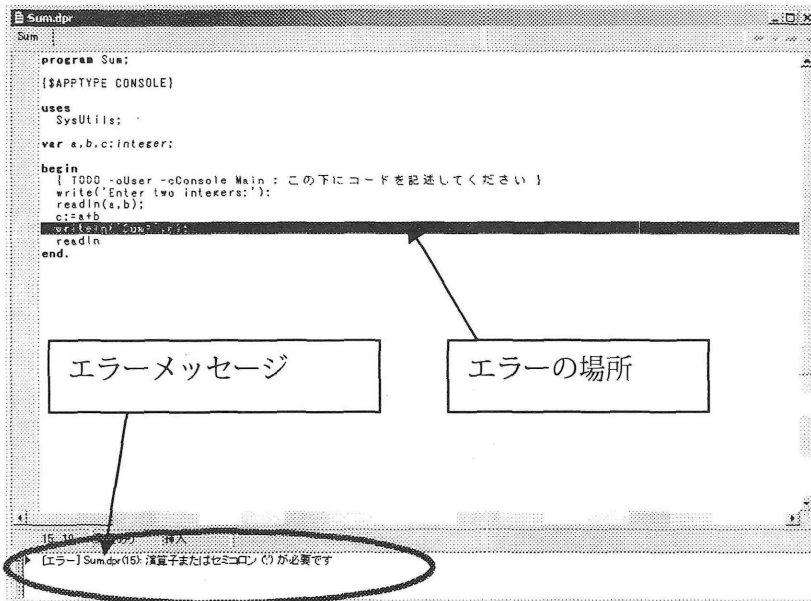 Sum.dpr
Sum
program Sum;
{$APPTYPE CONSOLE}
uses
SysUtils;
var a,b,c:integer;
begin
{ TODO -oUser -cConsole Main : この下にコードを記述してください }
write('Enter two integers:');
readln(a,b);
c:=a+b
writeln('Sum=',c);
readln
end.
エラーメッセージ
エラーの場所
挿入
[エラー] Sum.dpr(15): 演算子またはセミコロン (';') が必要です